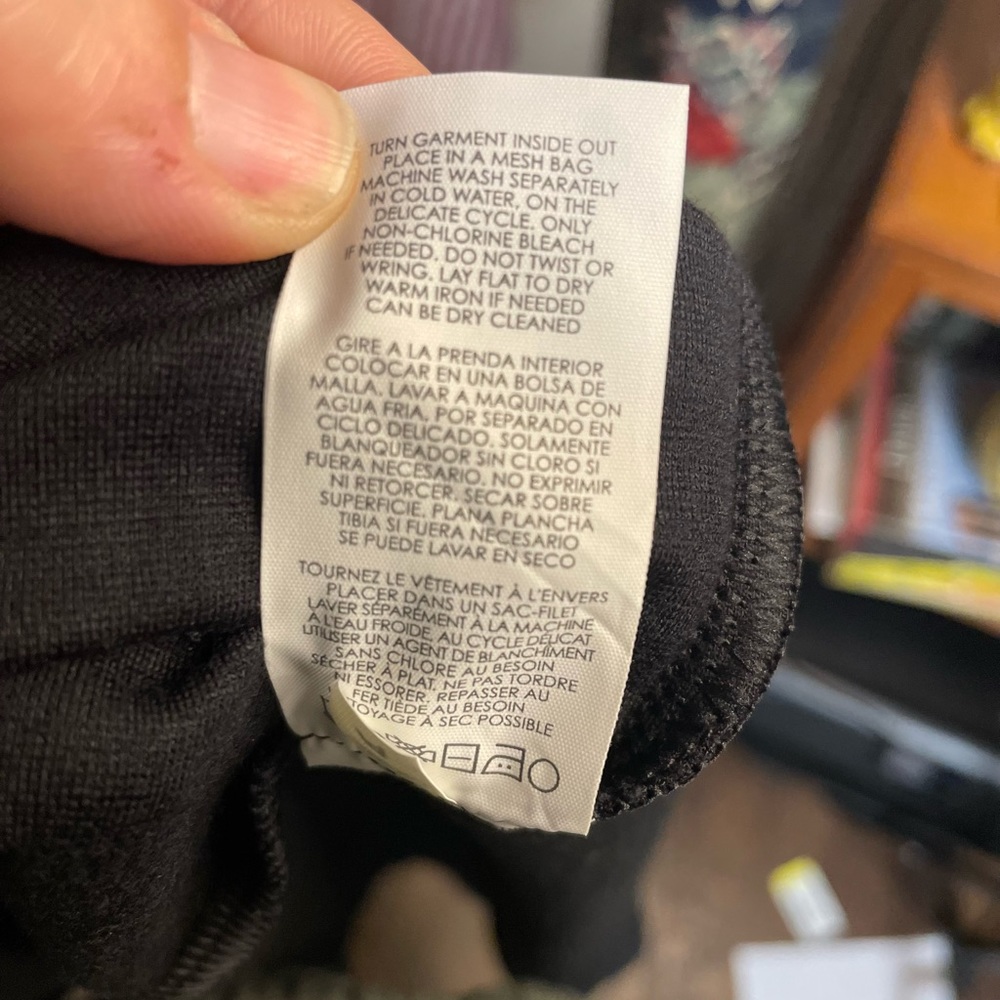 TURN GARMENT INSIDE OUT
PLACE IN A MESH BAG
MACHINE WASH SEPARATELY
IN COLD WATER, ON THE
DELICATE CYCLE. ONLY
NON-CHLORINE BLEACH
IF NEEDED. DO NOT TWIST OR
WRING. LAY FLAT TO DRY
WARM IRON IF NEEDED
CAN BE DRY CLEANED
GIRE A LA PRENDA INTERIOR
COLOCAR EN UNA BOLSA DE
MALLA. LAVAR A MAQUINA CON
AGUA FRIA, POR SEPARADO EN
CICLO DELICADO. SOLAMENTE
BLANQUEADOR SIN CLORO SI
FUERA NECESARIO. NO EXPRIMIR
NI RETORCER. SECAR SOBRE
SUPERFICIE. PLANA PLANCHA
TIBIA SI FUERA NECESARIO
SE PUEDE LAVAR EN SECO
TOURNEZ LE VÊTEMENT À L'ENVERS
PLACER DANS UN SAC-FILET
LAVER SÉPARÉMENT À LA MACHINE
A L'EAU FROIDE, AU CYCLE DÉLICAT
UTILISER UN AGENT DE BLANCHÌMENT
SANS CHLORE AU BESOIN
SÉCHER À PLAT, NE PAS TORDRE
NI ESSORER, REPASSER AU
FER TIÈDE AU BESOIN
TOYAGE À SEC POSSIBLE